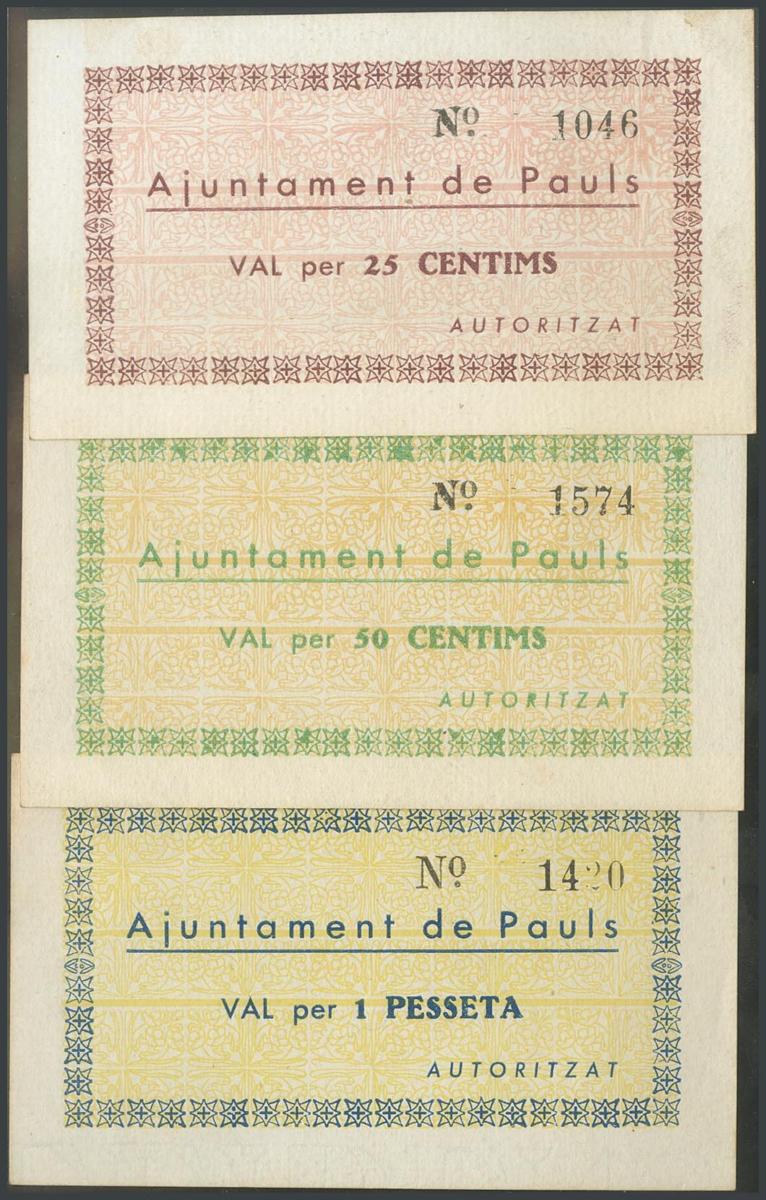 Nº. 1046
Ajuntament de Pauls
VAL per 25 CENTIMS
AUTORITZAT
Nº. 1574
Ajuntament de Pauls
VAL per 50 CENTIMS
AUTORITZAT
Nº. 1420
Ajuntament de Pauls
VAL per 1 PESSETA
AUTORITZAT